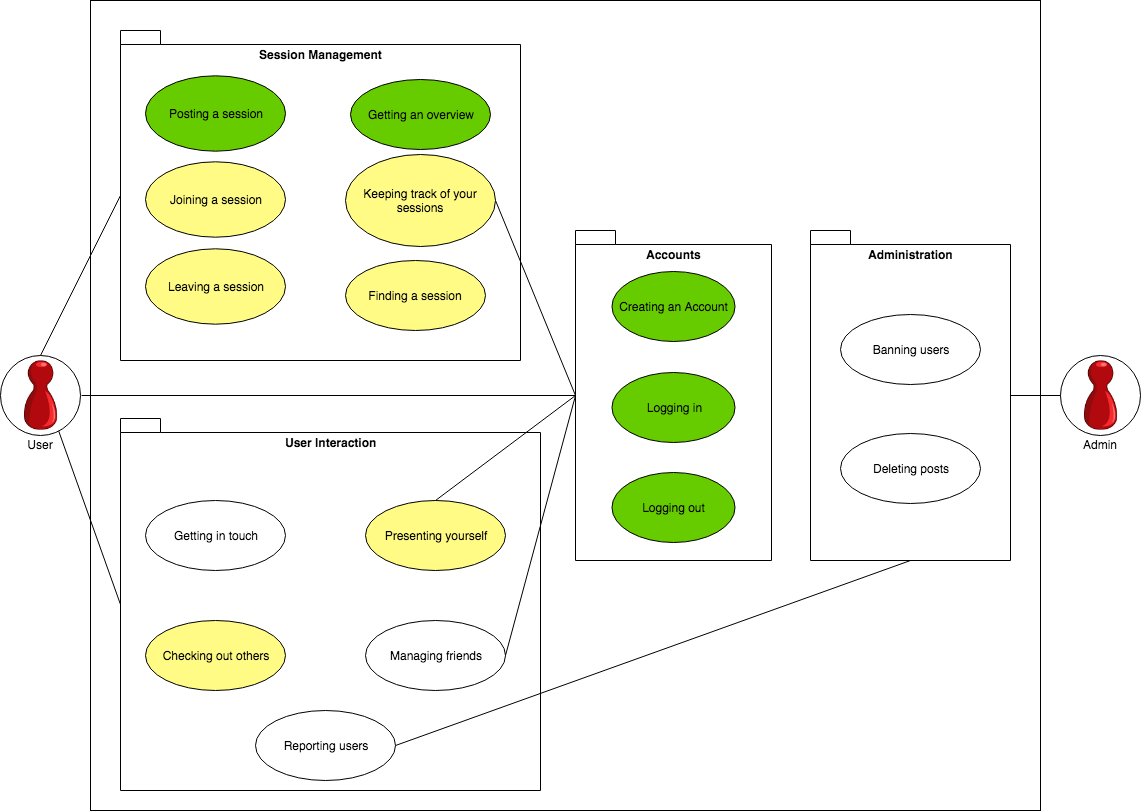 Session Management
Posting a session
Getting an overview
Joining a session
Keeping track of your
sessions
Leaving a session
Finding a session
Accounts
Creating an Account
Logging in
Logging out
Administration
Banning users
Deleting posts
User
Admin
User Interaction
Getting in touch
Presenting yourself
Checking out others
Managing friends
Reporting users